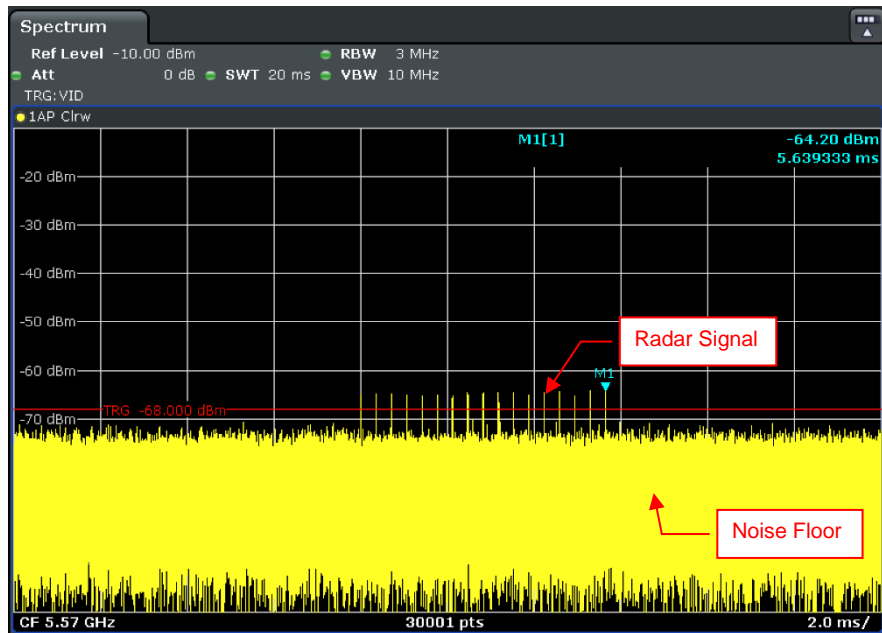 Spectrum
Ref Level -10.00 dBm RBW 3 MHz
Att 0 dB SWT 20 ms VBW 10 MHz
TRG:VID
1AP Clrw
M1[1] -64.20 dBm
5.639333 ms
-20 dBm
-30 dBm
-40 dBm
-50 dBm
Radar Signal
-60 dBm
M1
TRG -68.000 dBm
-70 dBm
Noise Floor
CF 5.57 GHz 30001 pts 2.0 ms/